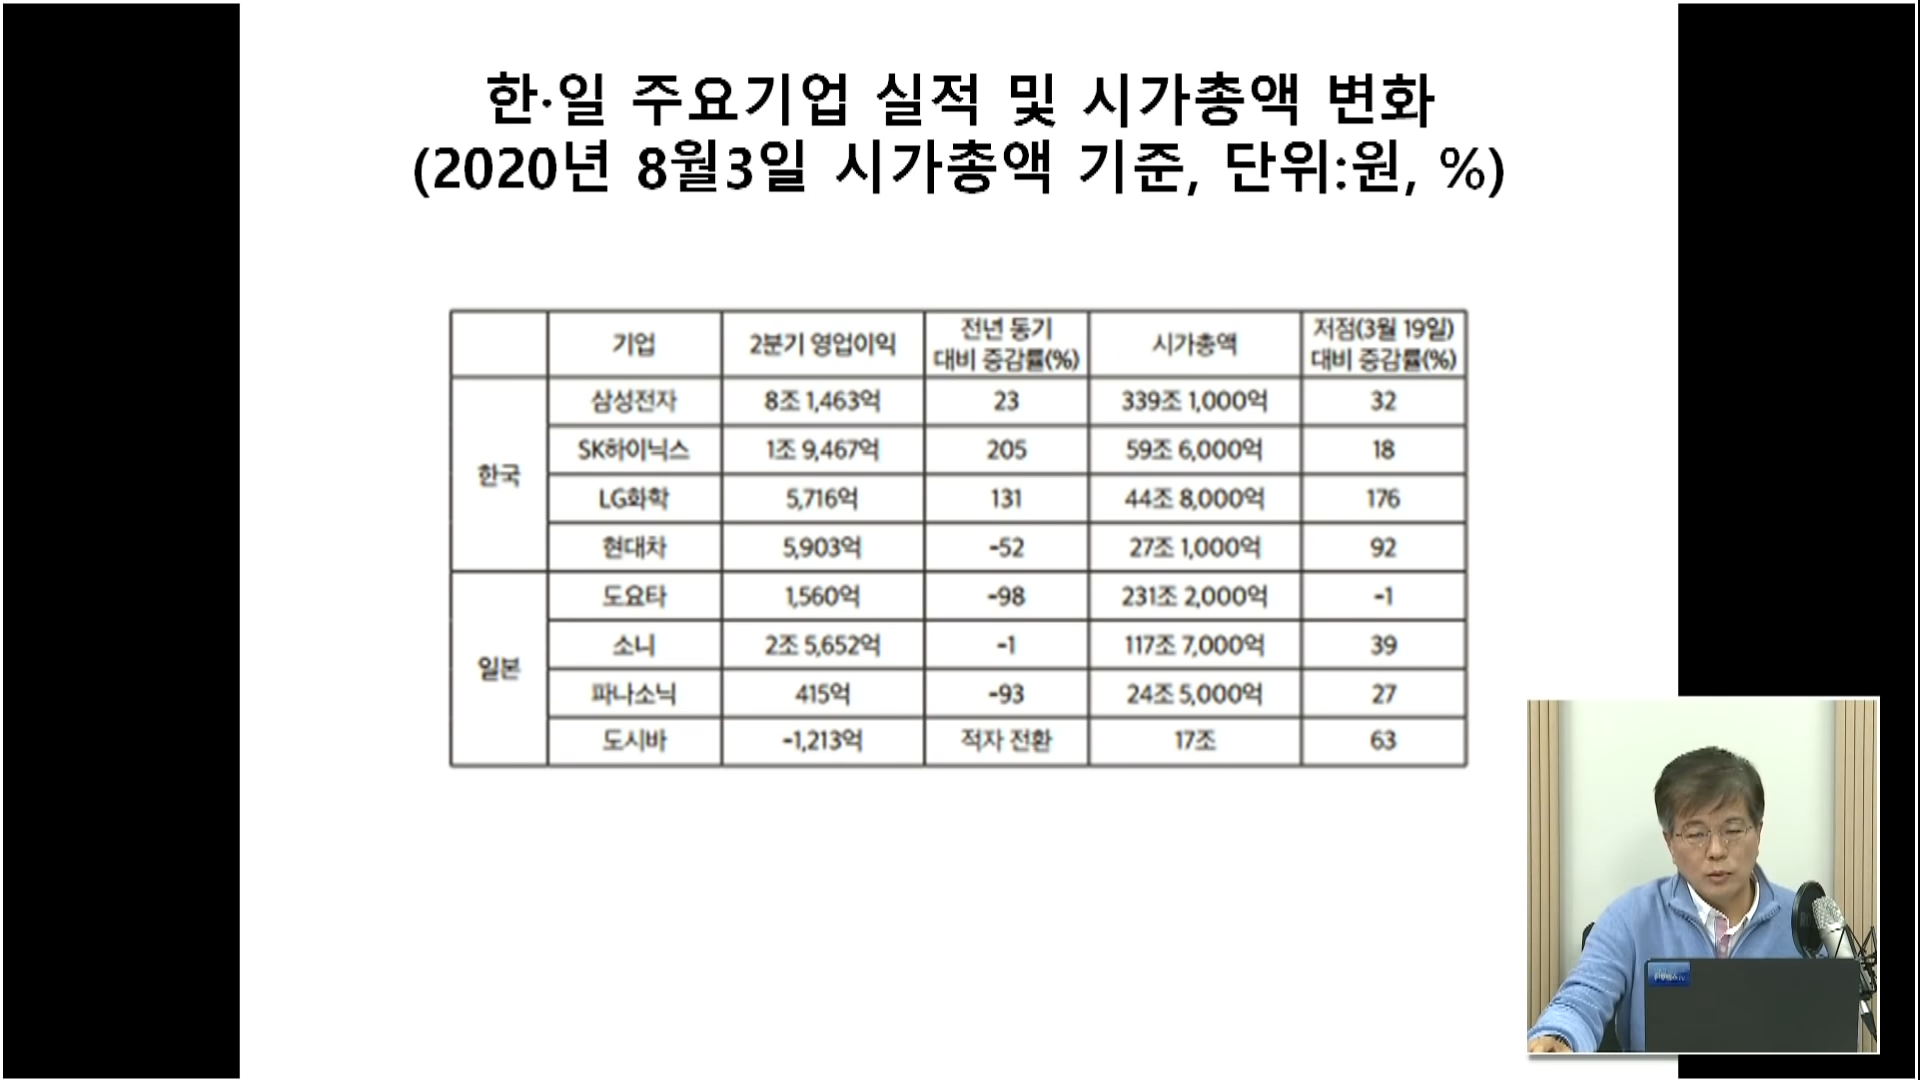 한·일 주요기업 실적 및 시가총액 변화
(2020년 8월3일 시가총액 기준, 단위:원, %)
기업 2분기 영업이익 전년 동기 대비 증감률(%) 시가총액 저점(3월 19일) 대비 증감률(%)
한국
삼성전자 8조 1,463억 23 339조 1,000억 32
SK하이닉스 1조 9,467억 205 59조 6,000억 18
LG화학 5,716억 131 44조 8,000억 176
현대차 5,903억 -52 27조 1,000억 92
일본
도요타 1,560억 -98 231조 2,000억 -1
소니 2조 5,652억 -1 117조 7,000억 39
파나소닉 415억 -93 24조 5,000억 27
도시바 -1,213억 적자 전환 17조 63